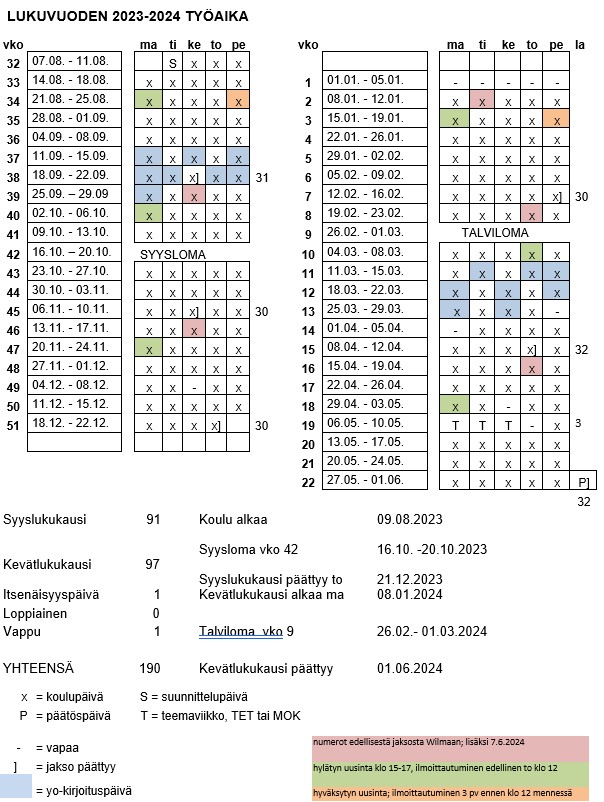 LUKUVUODEN 2023-2024 TYÖAIKA
vko ma ti ke to pe
32 07.08. - 11.08. S x x x
33 14.08. - 18.08. x x x x x
34 21.08. - 25.08. x x x x x
35 28.08. - 01.09. x x x x x
36 04.09. - 08.09. x x x x x
37 11.09. - 15.09. x x x x x
38 18.09. - 22.09. x x x] x x 31
39 25.09. – 29.09 x x x x x
40 02.10. - 06.10. x x x x x
41 09.10. - 13.10. x x x x x
42 16.10. – 20.10. SYYSLOMA
43 23.10. - 27.10. x x x x x
44 30.10. - 03.11. x x x x x
45 06.11. - 10.11. x x x] x x 30
46 13.11. - 17.11. x x x x x
47 20.11. - 24.11. x x x x x
48 27.11. - 01.12. x x x x x
49 04.12. - 08.12. x x - x x
50 11.12. - 15.12. x x x x x
51 18.12. - 22.12. x x x x] 30
vko ma ti ke to pe la
1 01.01. - 05.01. - - - - -
2 08.01. - 12.01. x x x x x
3 15.01. - 19.01. x x x x x
4 22.01. - 26.01. x x x x x
5 29.01. - 02.02. x x x x x
6 05.02. - 09.02. x x x x x
7 12.02. - 16.02. x x x x x] 30
8 19.02. - 23.02. x x x x x
9 26.02. - 01.03. TALVILOMA
10 04.03. - 08.03. x x x x x
11 11.03. - 15.03. x x x x x
12 18.03. - 22.03. x x x x x
13 25.03. - 29.03. x x x x -
14 01.04. - 05.04. - x x x x
15 08.04. - 12.04. x x x x] x 32
16 15.04. - 19.04. x x x x x
17 22.04. - 26.04. x x x x x
18 29.04. - 03.05. x x - x x
19 06.05. - 10.05. T T T - x 3
20 13.05. - 17.05. x x x x x
21 20.05. - 24.05. x x x x x
22 27.05. - 01.06. x x x x x P]
32
Syyslukukausi 91 Koulu alkaa 09.08.2023
Syysloma vko 42 16.10. -20.10.2023
Kevätlukukausi 97
Syyslukukausi päättyy to 21.12.2023
Itsenäisyyspäivä 1 Kevätlukukausi alkaa ma 08.01.2024
Loppiainen 0
Vappu 1 Talviloma vko 9 26.02.- 01.03.2024
YHTEENSÄ 190 Kevätlukukausi päättyy 01.06.2024
x = koulupäivä S = suunnittelupäivä
P = päätöspäivä T = teemaviikko, TET tai MOK
- = vapaa
] = jakso päättyy
= yo-kirjoituspäivä
numerot edellisestä jaksosta Wilmaan; lisäksi 7.6.2024
hylätyn uusinta klo 15-17, ilmoittautuminen edellinen to klo 12
hyväksytyn uusinta; ilmoittautuminen 3 pv ennen klo 12 mennessä